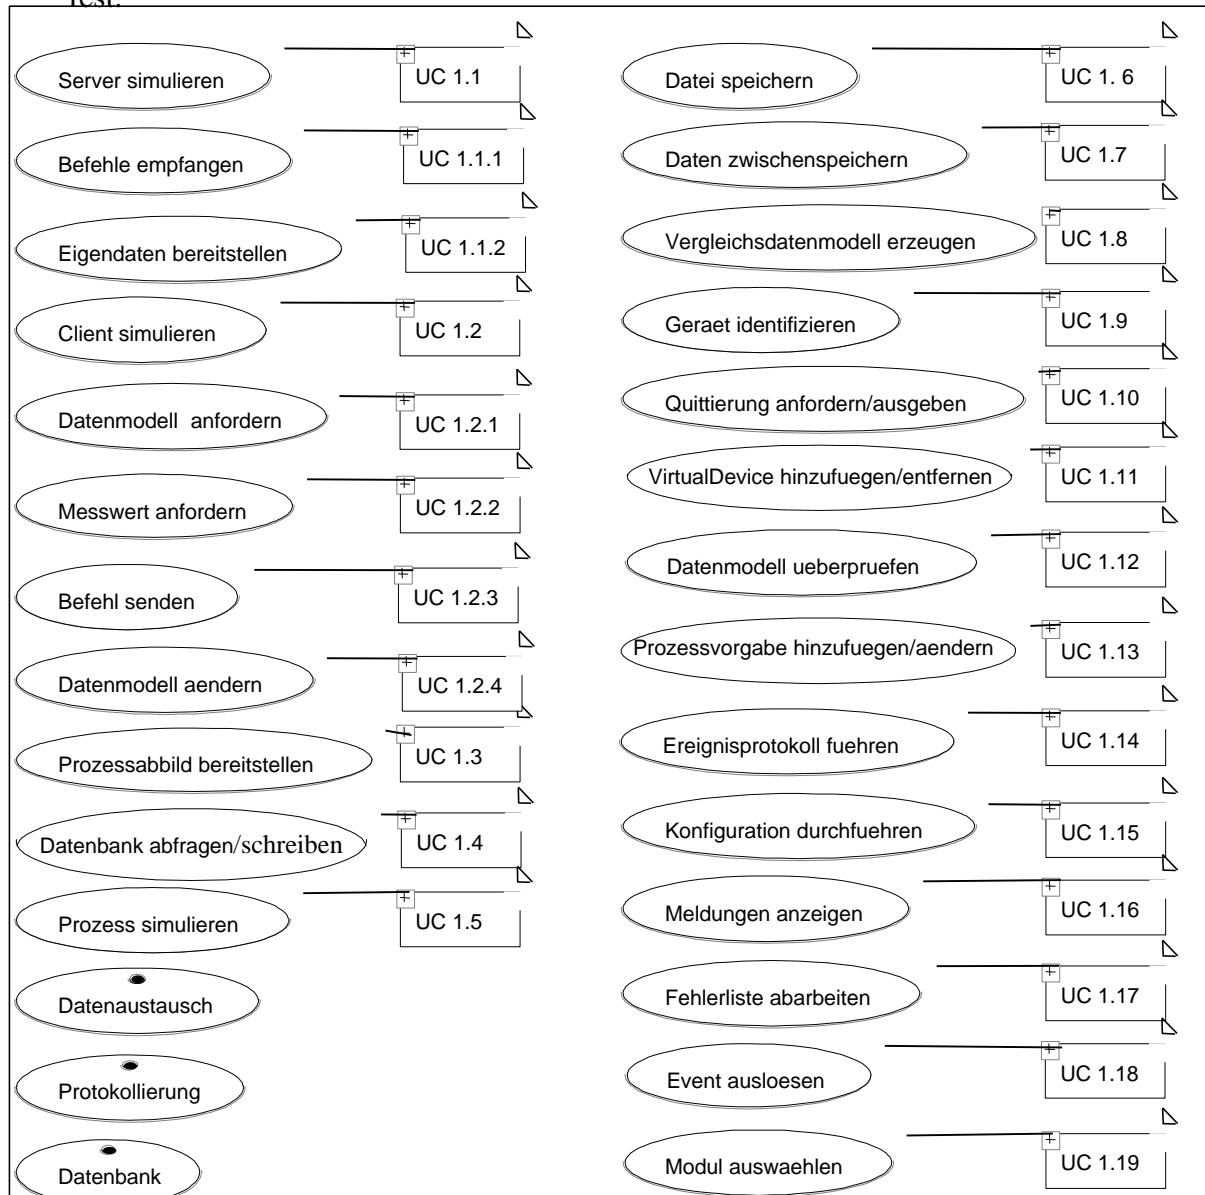 Server simulieren
UC 1.1
Befehle empfangen
UC 1.1.1
Eigendaten bereitstellen
UC 1.1.2
Client simulieren
UC 1.2
Datenmodell  anfordern
UC 1.2.1
Messwert anfordern
UC 1.2.2
Befehl senden
UC 1.2.3
Datenmodell aendern
UC 1.2.4
Prozessabbild bereitstellen
UC 1.3
Datenbank abfragen/schreiben
UC 1.4
Prozess simulieren
UC 1.5
Datenaustausch
Protokollierung
Datenbank
Datei speichern
UC 1. 6
Daten zwischenspeichern
UC 1.7
Vergleichsdatenmodell erzeugen
UC 1.8
Geraet identifizieren
UC 1.9
Quittierung anfordern/ausgeben
UC 1.10
VirtualDevice hinzufuegen/entfernen
UC 1.11
Datenmodell ueberpruefen
UC 1.12
Prozessvorgabe hinzufuegen/aendern
UC 1.13
Ereignisprotokoll fuehren
UC 1.14
Konfiguration durchfuehren
UC 1.15
Meldungen anzeigen
UC 1.16
Fehlerliste abarbeiten
UC 1.17
Event ausloesen
UC 1.18
Modul auswaehlen
UC 1.19